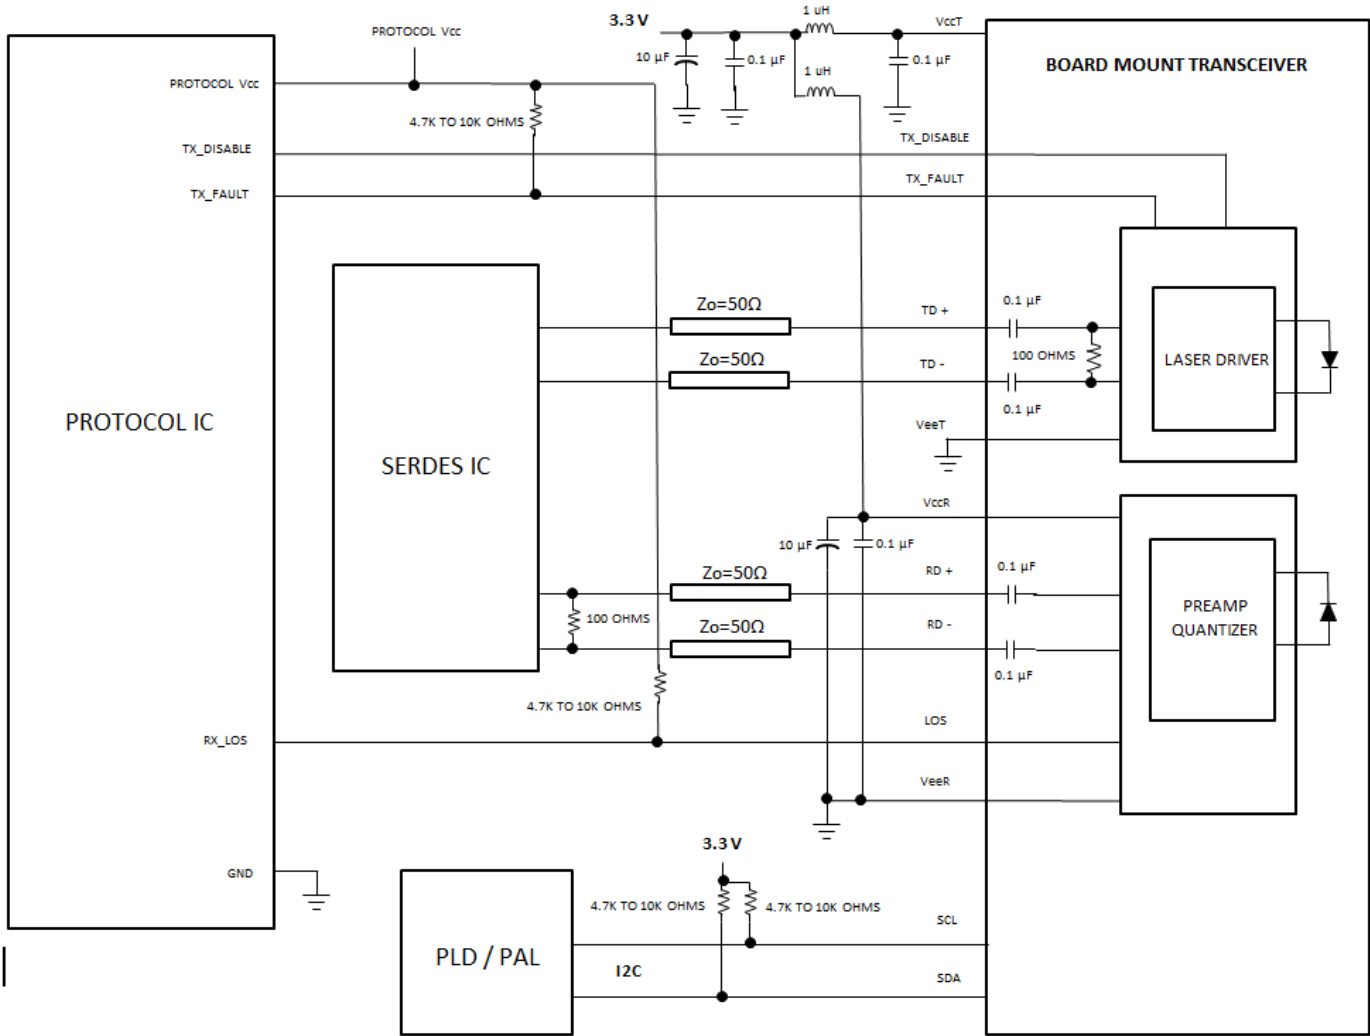 1 uH
3.3 V
VccT
PROTOCOL Vcc
10 µF
0.1 µF
0.1 µF
BOARD MOUNT TRANSCEIVER
1 uH
PROTOCOL Vcc
4.7K TO 10K OHMS
TX_DISABLE
TX_DISABLE
TX_FAULT
TX_FAULT
Zo=50Ω
TD +
0.1 µF
Zo=50Ω
TD -
100 OHMS
LASER DRIVER
0.1 µF
PROTOCOL IC
VeeT
SERDES IC
VccR
10 µF
0.1 µF
Zo=50Ω
RD +
0.1 µF
100 OHMS
Zo=50Ω
RD -
PREAMP
QUANTIZER
0.1 µF
4.7K TO 10K OHMS
LOS
RX_LOS
VeeR
3.3 V
GND
4.7K TO 10K OHMS
4.7K TO 10K OHMS
SCL
PLD / PAL
I2C
SDA